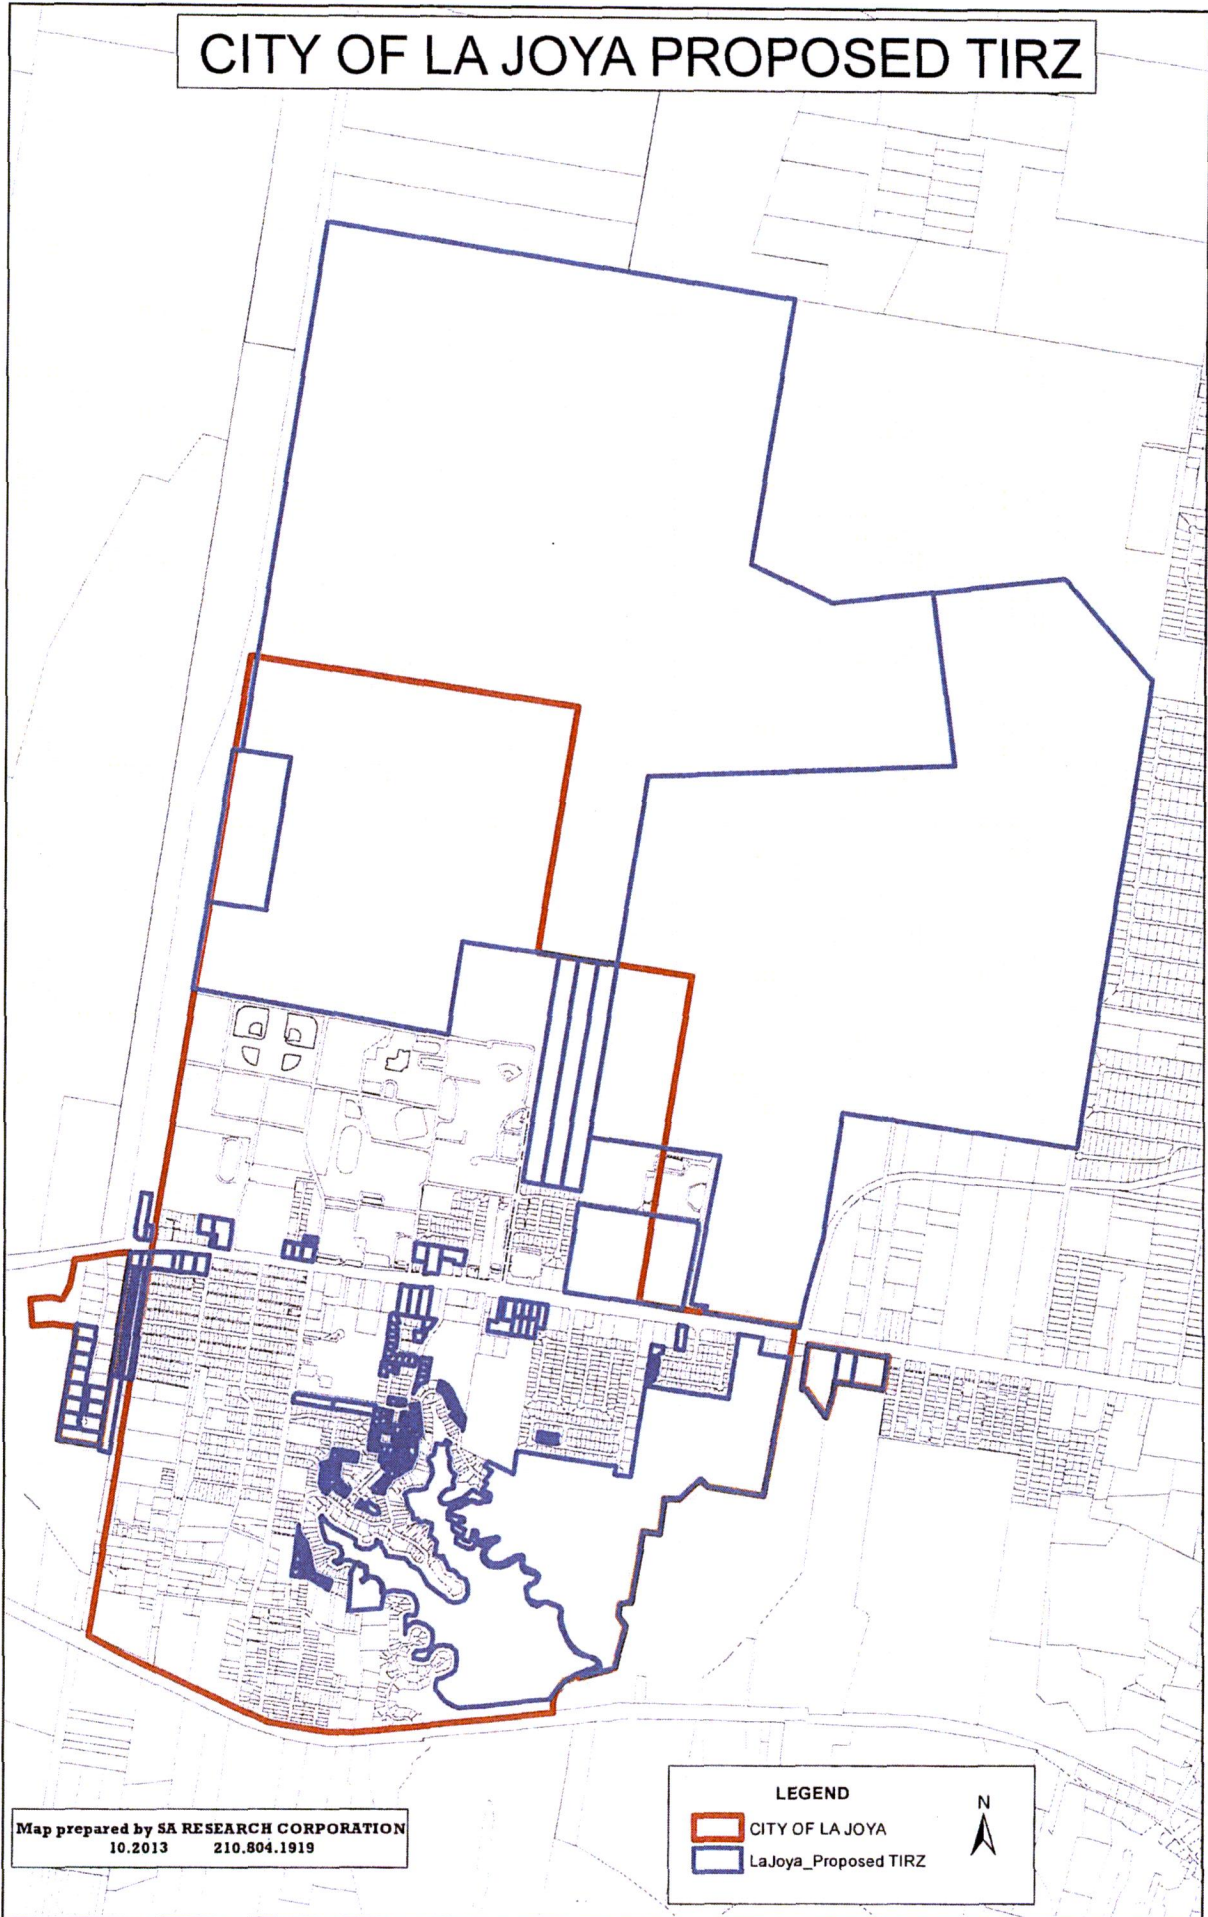 CITY OF LA JOYA PROPOSED TIRZ
Map prepared by SA RESEARCH CORPORATION
10.2013 210.804.1919
LEGEND
N
CITY OF LA JOYA
LaJoya_Proposed TIRZ